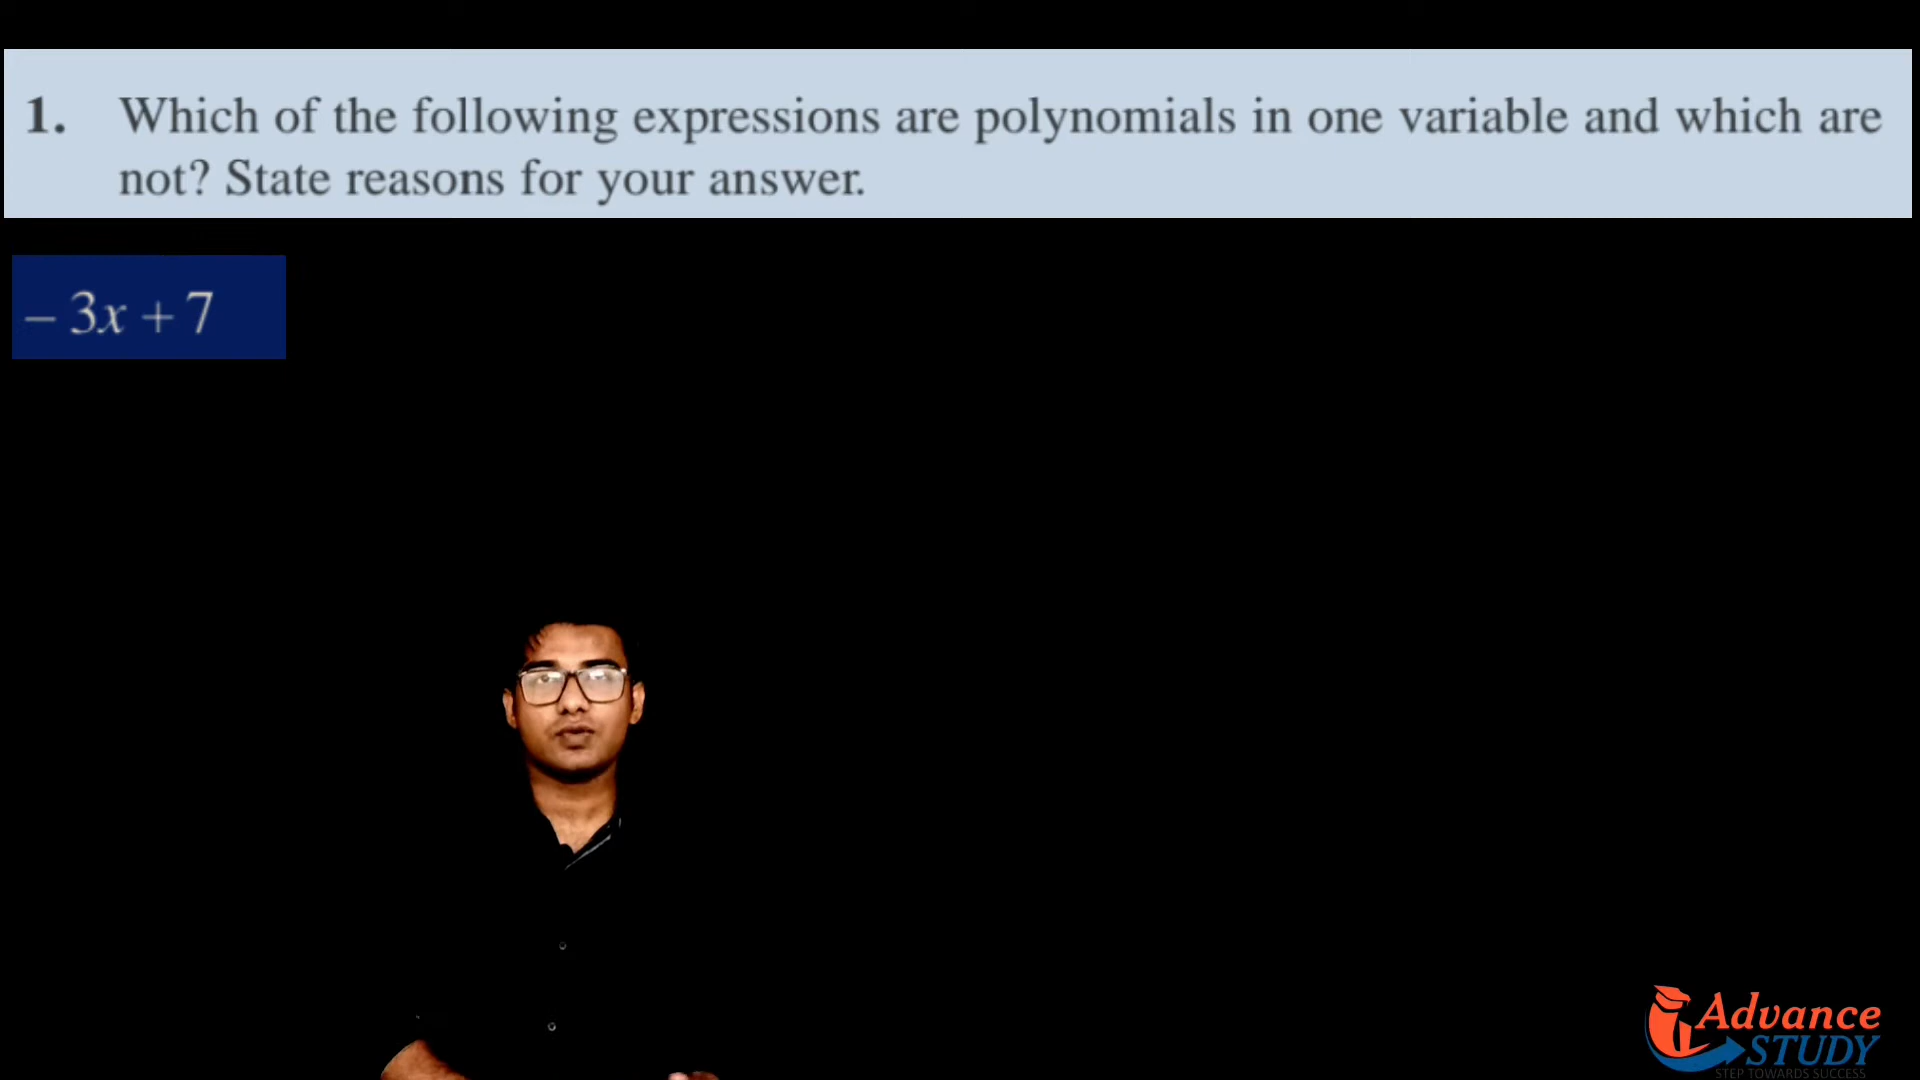 1. Which of the following expressions are polynomials in one variable and which are
not? State reasons for your answer.
– 3x + 7
Advance
STUDY
STEP TOWARDS SUCCESS